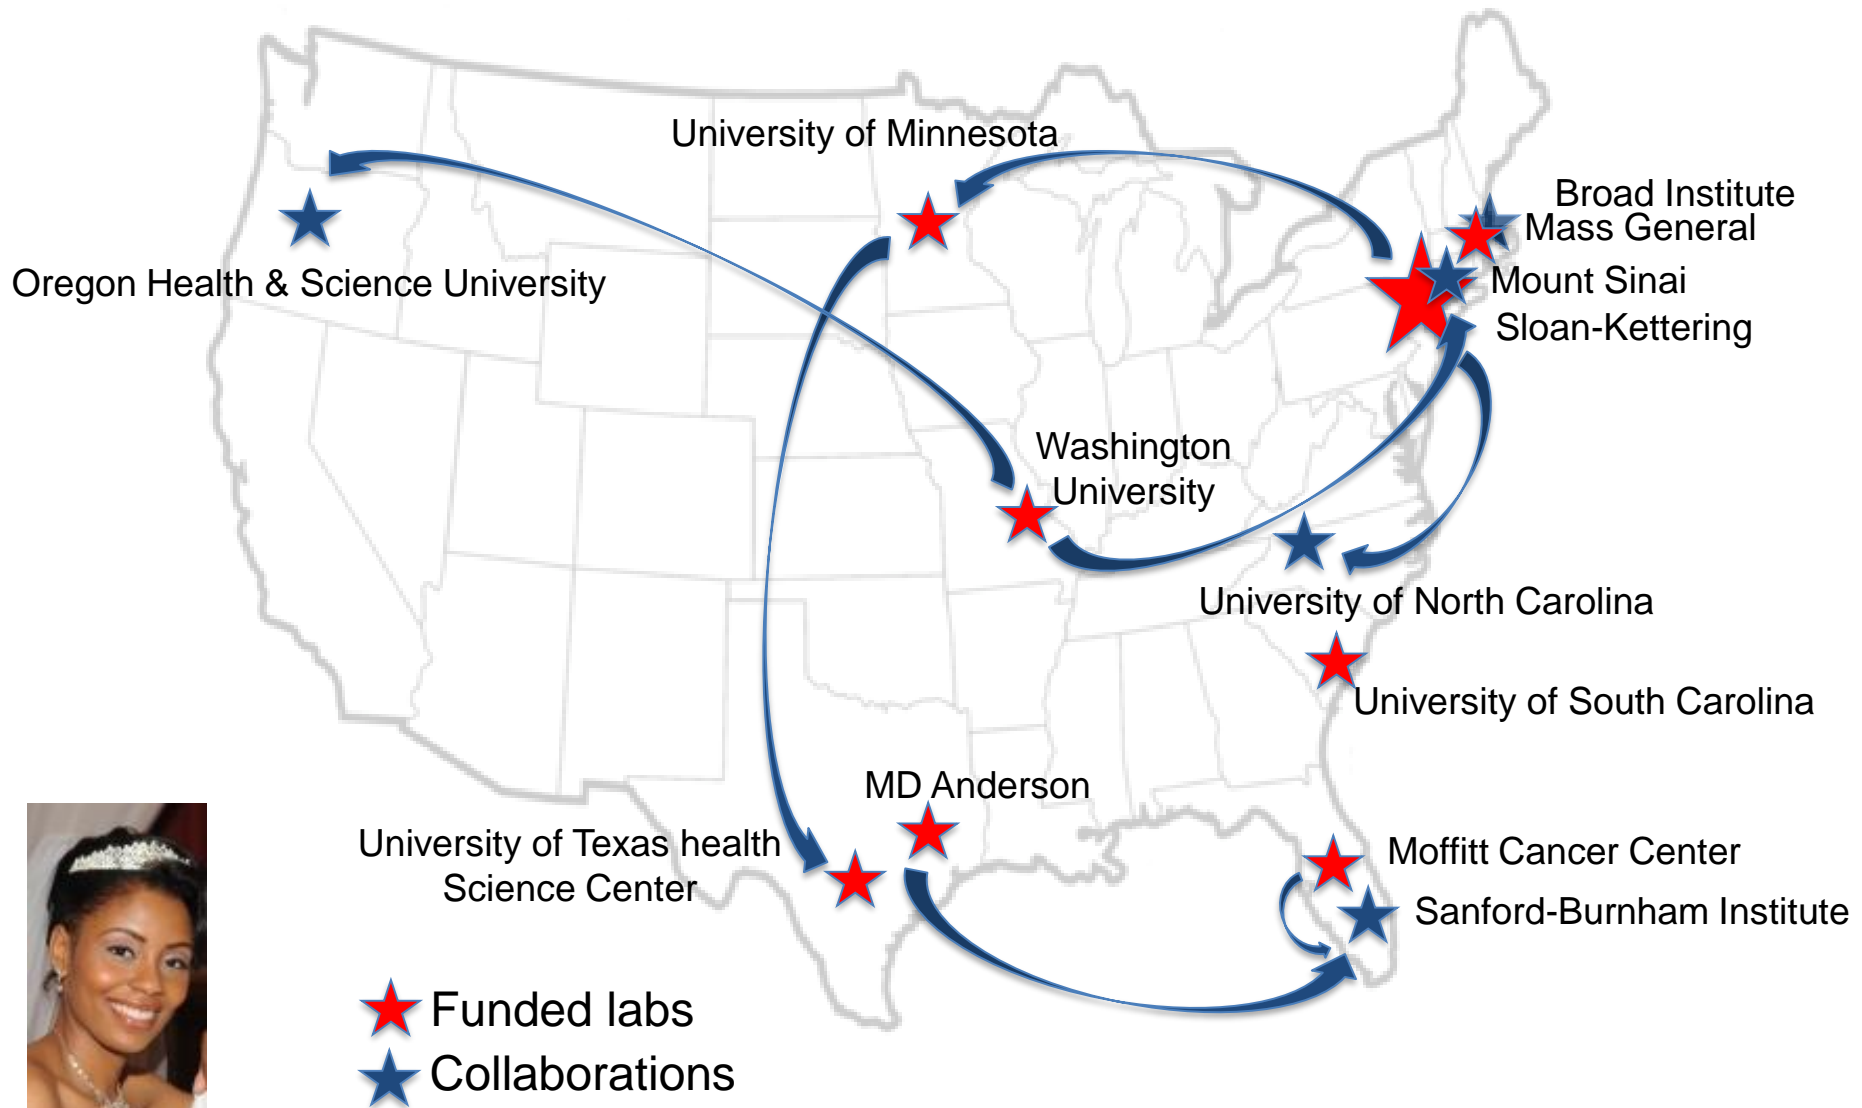 University of Minnesota
Broad Institute
Mass General
Oregon Health & Science University
Mount Sinai
Sloan-Kettering
Washington
University
University of North Carolina
University of South Carolina
MD Anderson
University of Texas health
Science Center
Moffitt Cancer Center
Sanford-Burnham Institute
Funded labs
Collaborations